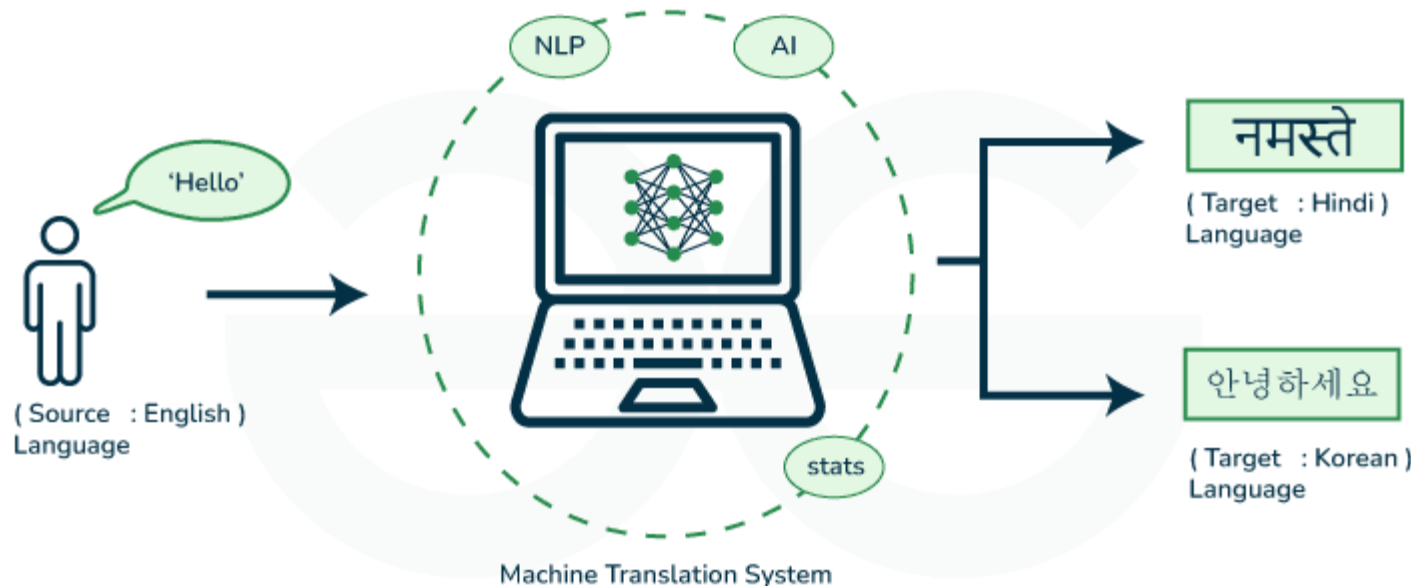 NLP
AI
‘Hello’
( Source : English )
Language
stats
Machine Translation System
नमस्ते
( Target : Hindi )
Language
안녕하세요
( Target : Korean )
Language